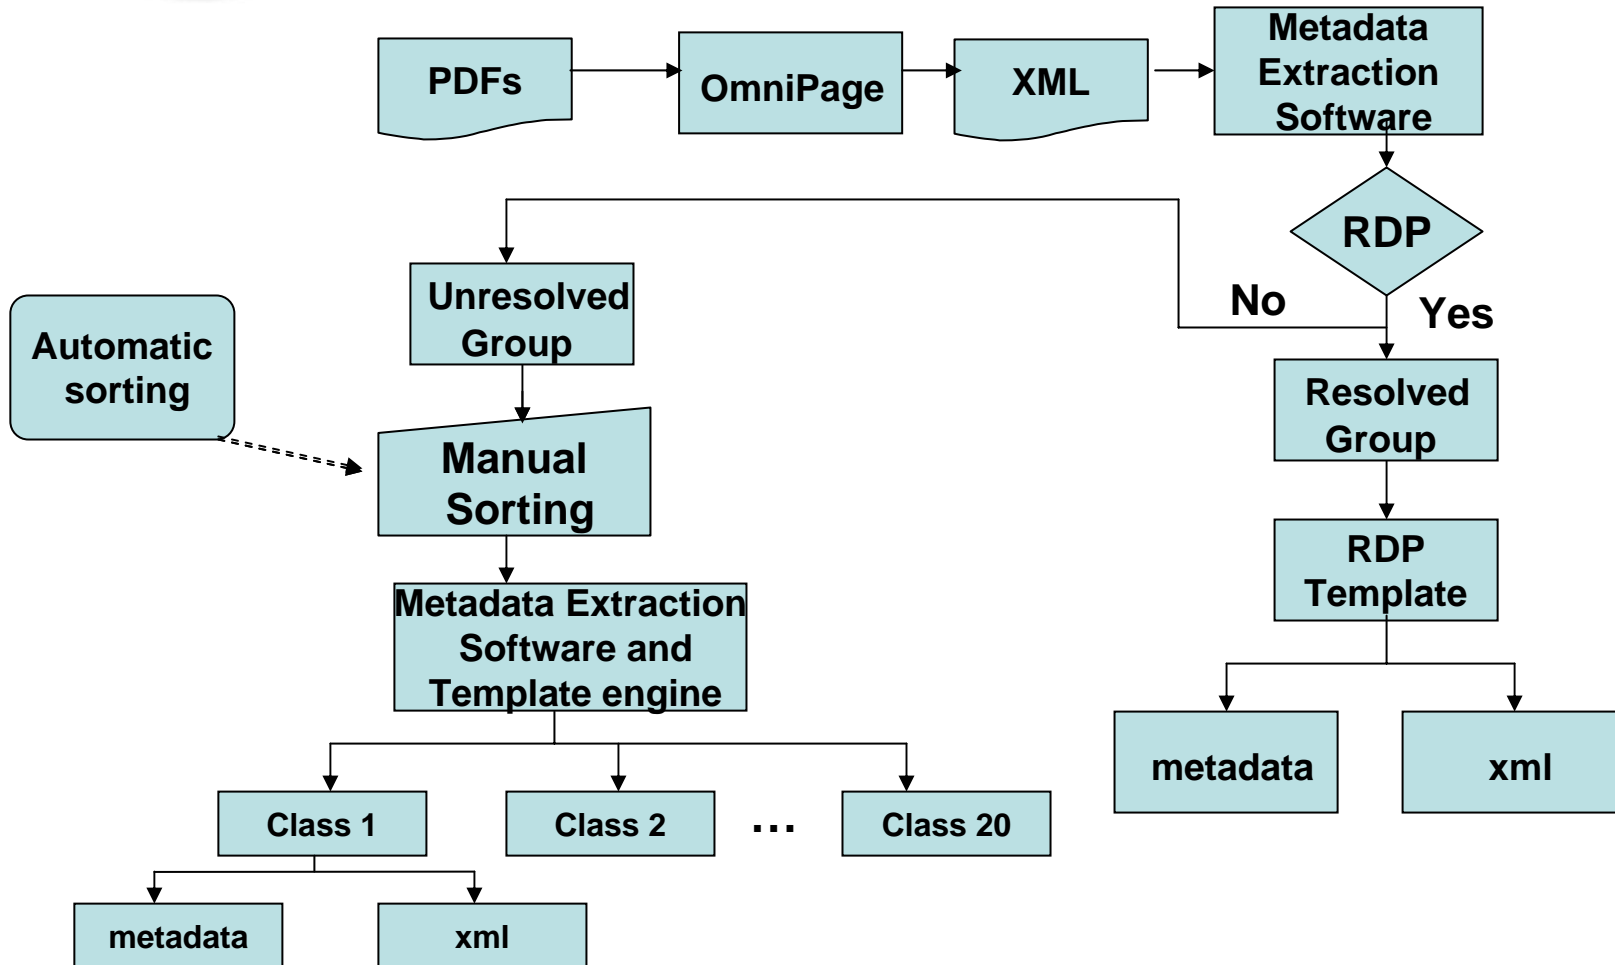 PDFs
OmniPage
XML
Metadata
Extraction
Software
RDP
No
Yes
Unresolved
Group
Automatic
sorting
Manual
Sorting
Resolved
Group
RDP
Template
Metadata Extraction
Software and
Template engine
metadata
xml
Class 1
Class 2
...
Class 20
metadata
xml